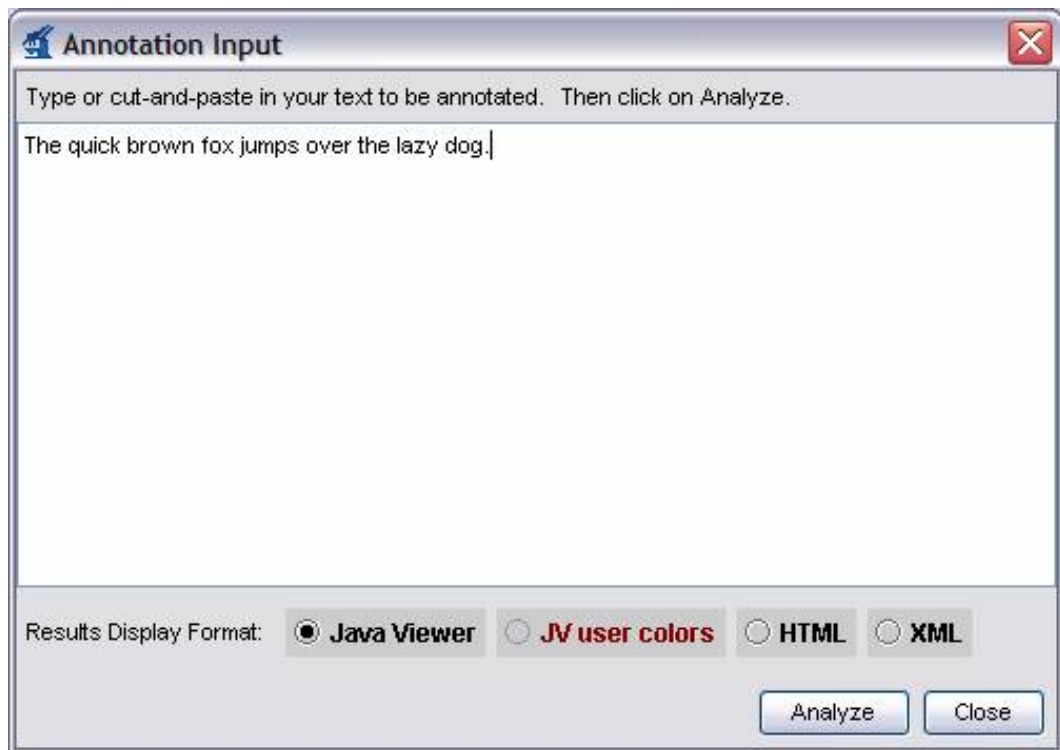 Annotation Input
Type or cut-and-paste in your text to be annotated. Then click on Analyze.
The quick brown fox jumps over the lazy dog.
Results Display Format: Java Viewer JV user colors HTML XML
Analyze Close